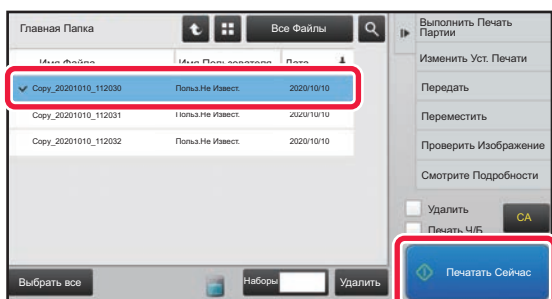 Главная Папка
Все Файлы
Имя Файла
Имя Пользователя
Дата
Copy_20201010_112030
Польз.Не Извест.
2020/10/10
Copy_20201010_112031
Польз.Не Извест.
2020/10/10
Copy_20201010_112032
Польз.Не Извест.
2020/10/10
Выбрать все
Наборы
Удалить
Выполнить Печать
Партии
Изменить Уст. Печати
Передать
Переместить
Проверить Изображение
Смотрите Подробности
Удалить
Печать Ч/Б
CA
Печатать Сейчас